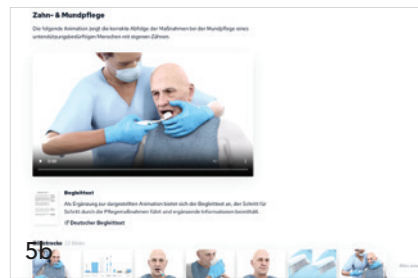 Zahn- & Mundpflege
Die folgende Animation zeigt die korrekte Abfolge der Maßnahmen bei der Mundpflege eines
unterstützungsbedürftigen Menschen mit eigenen Zähnen.
Begleittext
Als Ergänzung zur dargestellten Animation bietet sich der Begleittext an, der Schritt für
Schritt durch die Pflegemaßnahmen führt und ergänzende Informationen bereithält.
Deutscher Begleittext
5b